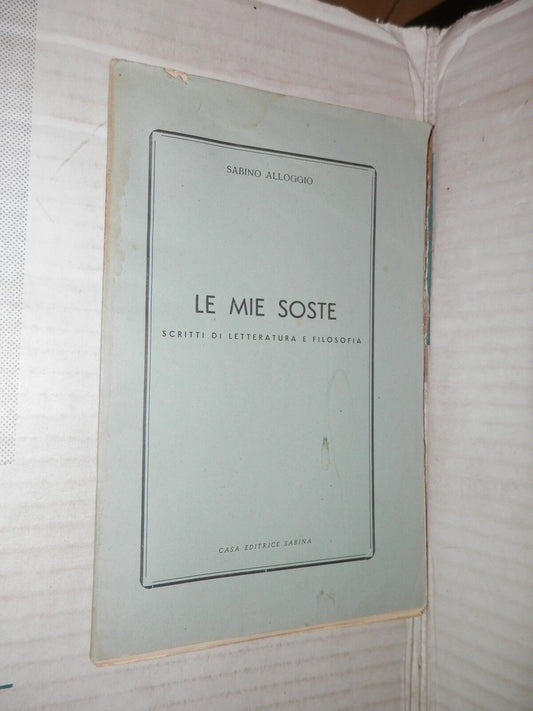 SABINO ALLOGGIO
LE MIE SOSTE
SCRITTI DI LETTERATURA E FILOSOFIA
CASA EDITRICE SABINA